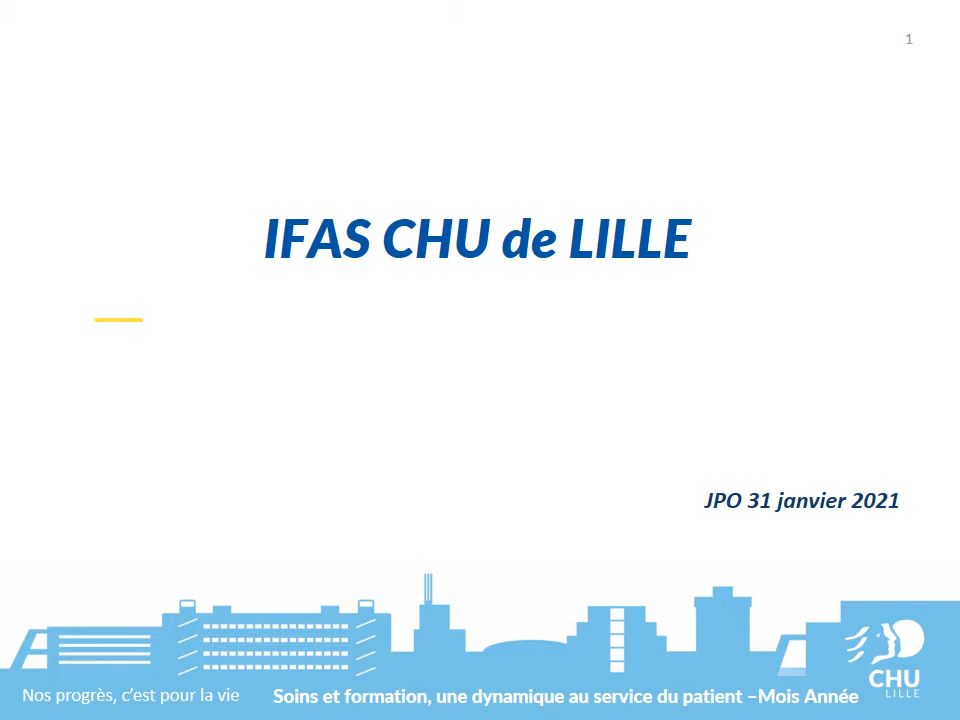 1
IFAS CHU de LILLE
JPO 31 janvier 2021
Nos progrès, c’est pour la vie
Soins et formation, une dynamique au service du patient –Mois Année
CHU
LILLE